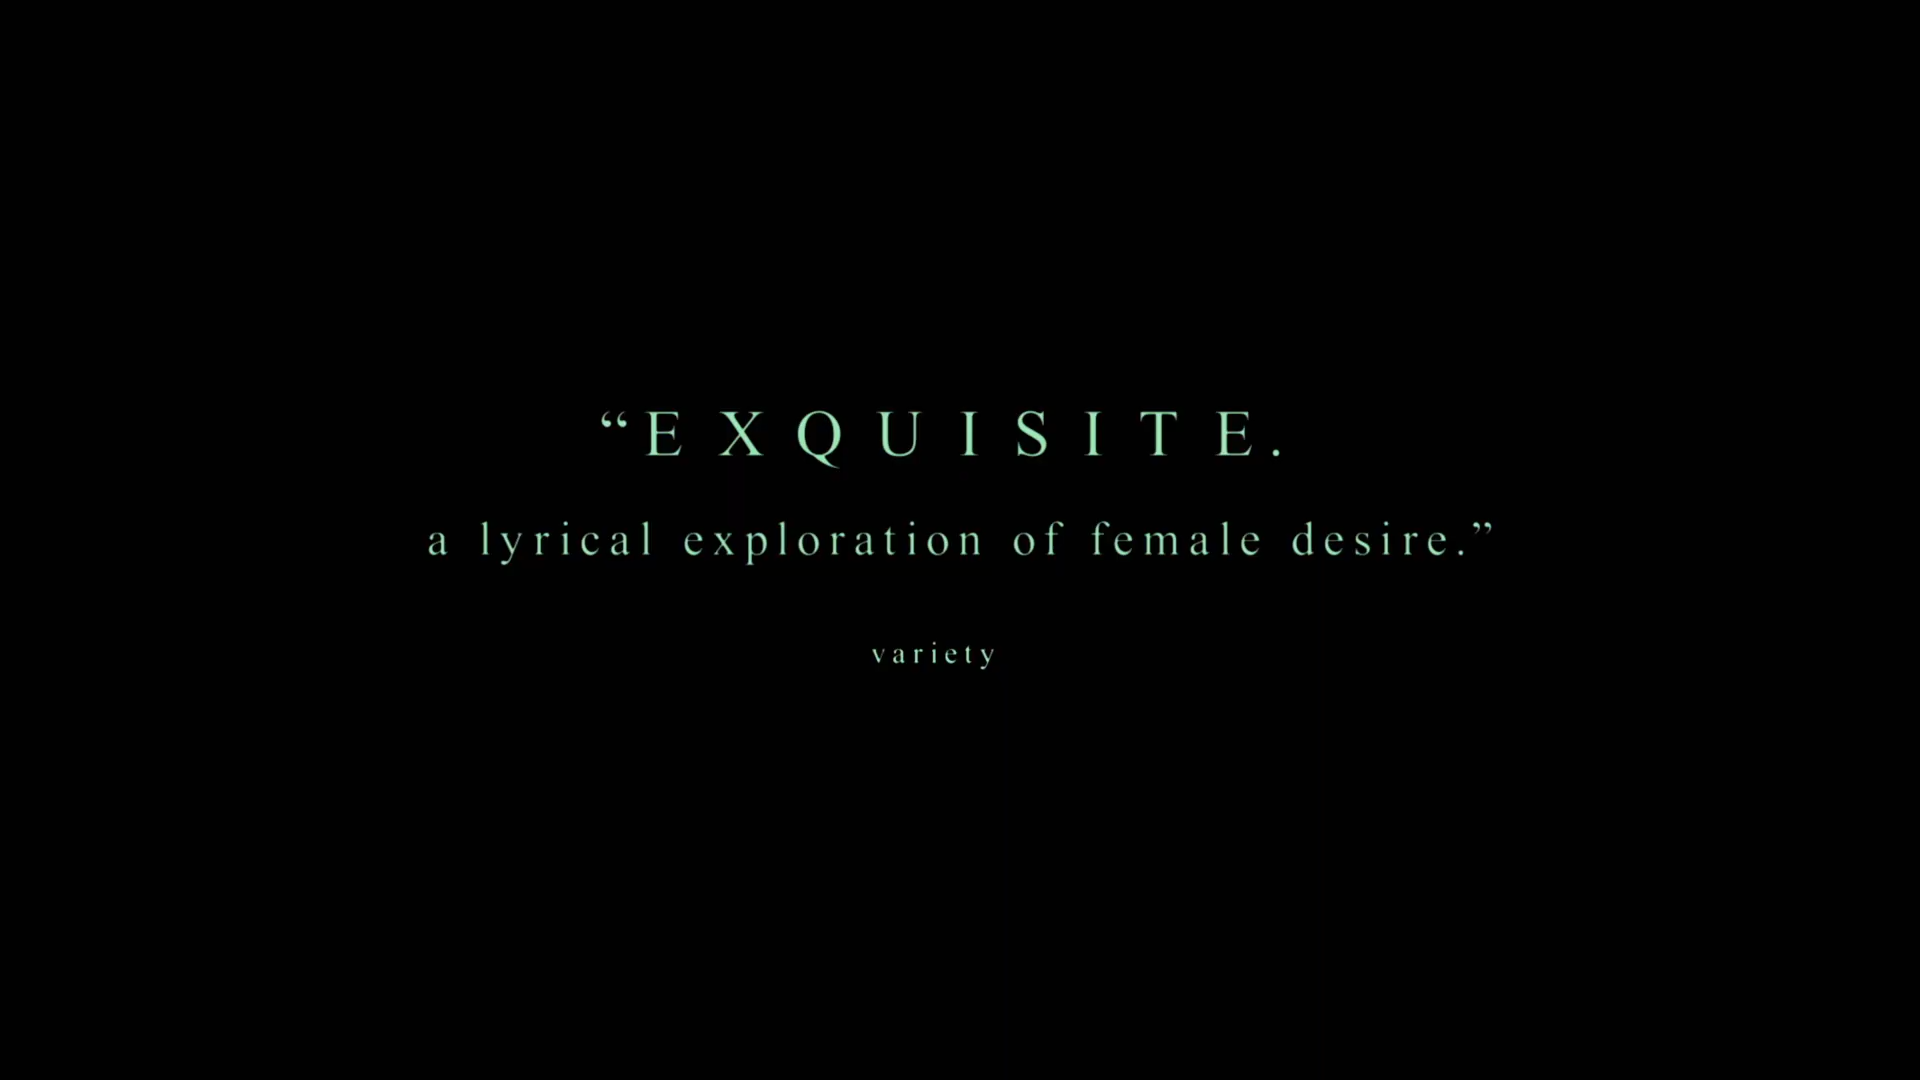 “EXQUISITE.
a lyrical exploration of female desire.”
variety